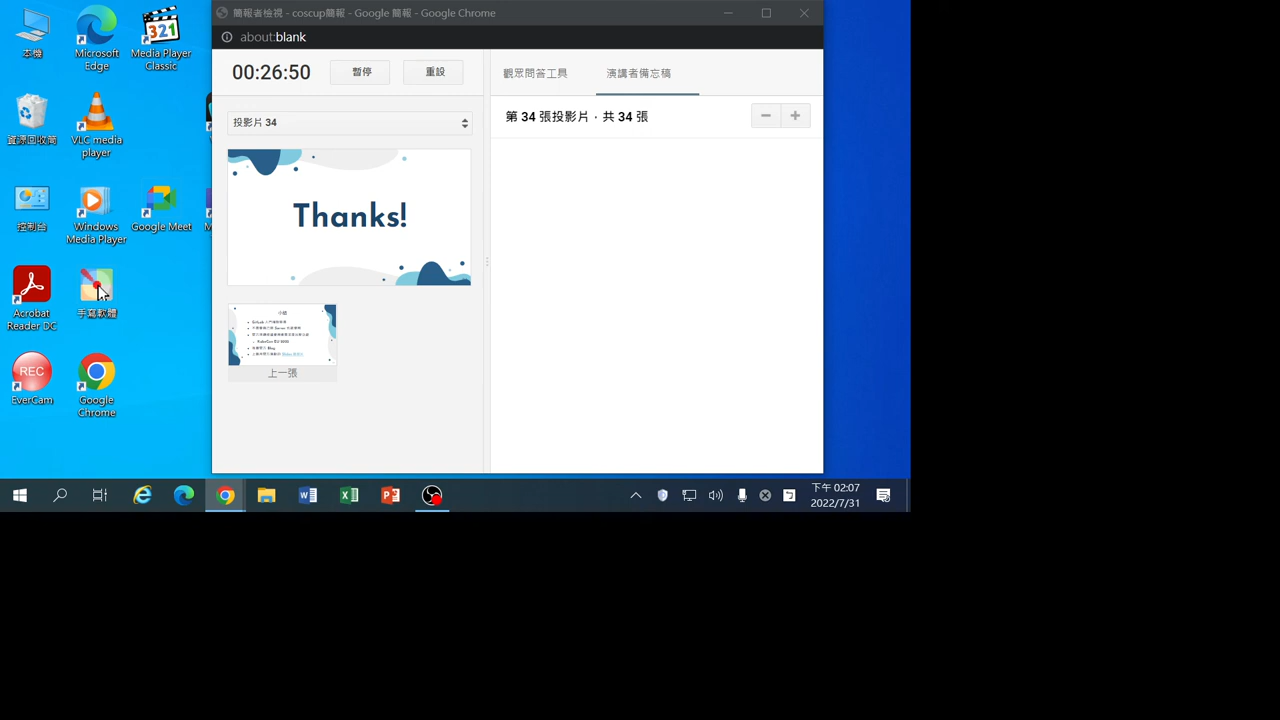 本機
Microsoft
Edge
Media Player
Classic
資源回收筒
VLC media
player
控制台
Windows
Media Player
Google Meet
Acrobat
Reader DC
手寫軟體
REC
EverCam
Google
Chrome
簡報者檢視 - coscup簡報 - Google 簡報 - Google Chrome
about:blank
00:26:50
暫停
重設
投影片 34
Thanks!
小結
上一張
觀眾問答工具
演講者備忘稿
第 34 張投影片，共 34 張
下午 02:07
2022/7/31